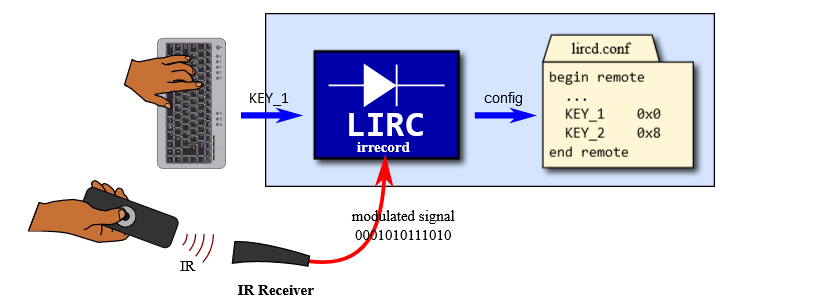 lircd.conf
begin remote
...
KEY_1 0x0
KEY_2 0x8
end remote
KEY_1
config
LIRC
irrecord
modulated signal
0001010111010
IR
IR Receiver